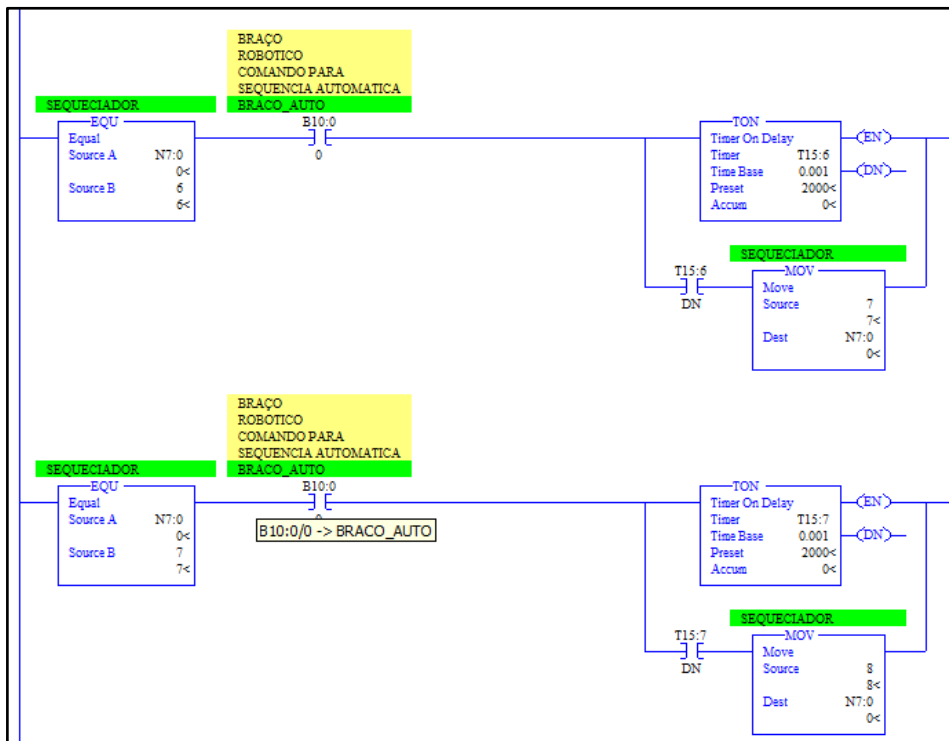 BRAÇO
ROBOTICO
COMANDO PARA
SEQUENCIA AUTOMATICA
SEQUECIADOR
BRACO_AUTO
EQU
Equal
Source A N7:0
0<
Source B 6
6<
B10:0
0
TON
Timer On Delay
Timer T15:6
Time Base 0.001
Preset 2000<
Accum 0<
EN
DN
T15:6
DN
SEQUECIADOR
MOV
Move
Source 7
7<
Dest N7:0
0<
BRAÇO
ROBOTICO
COMANDO PARA
SEQUENCIA AUTOMATICA
SEQUECIADOR
BRACO_AUTO
EQU
Equal
Source A N7:0
0<
Source B 7
7<
B10:0
B10:0/0 -> BRACO_AUTO
TON
Timer On Delay
Timer T15:7
Time Base 0.001
Preset 2000<
Accum 0<
EN
DN
T15:7
DN
SEQUECIADOR
MOV
Move
Source 8
8<
Dest N7:0
0<